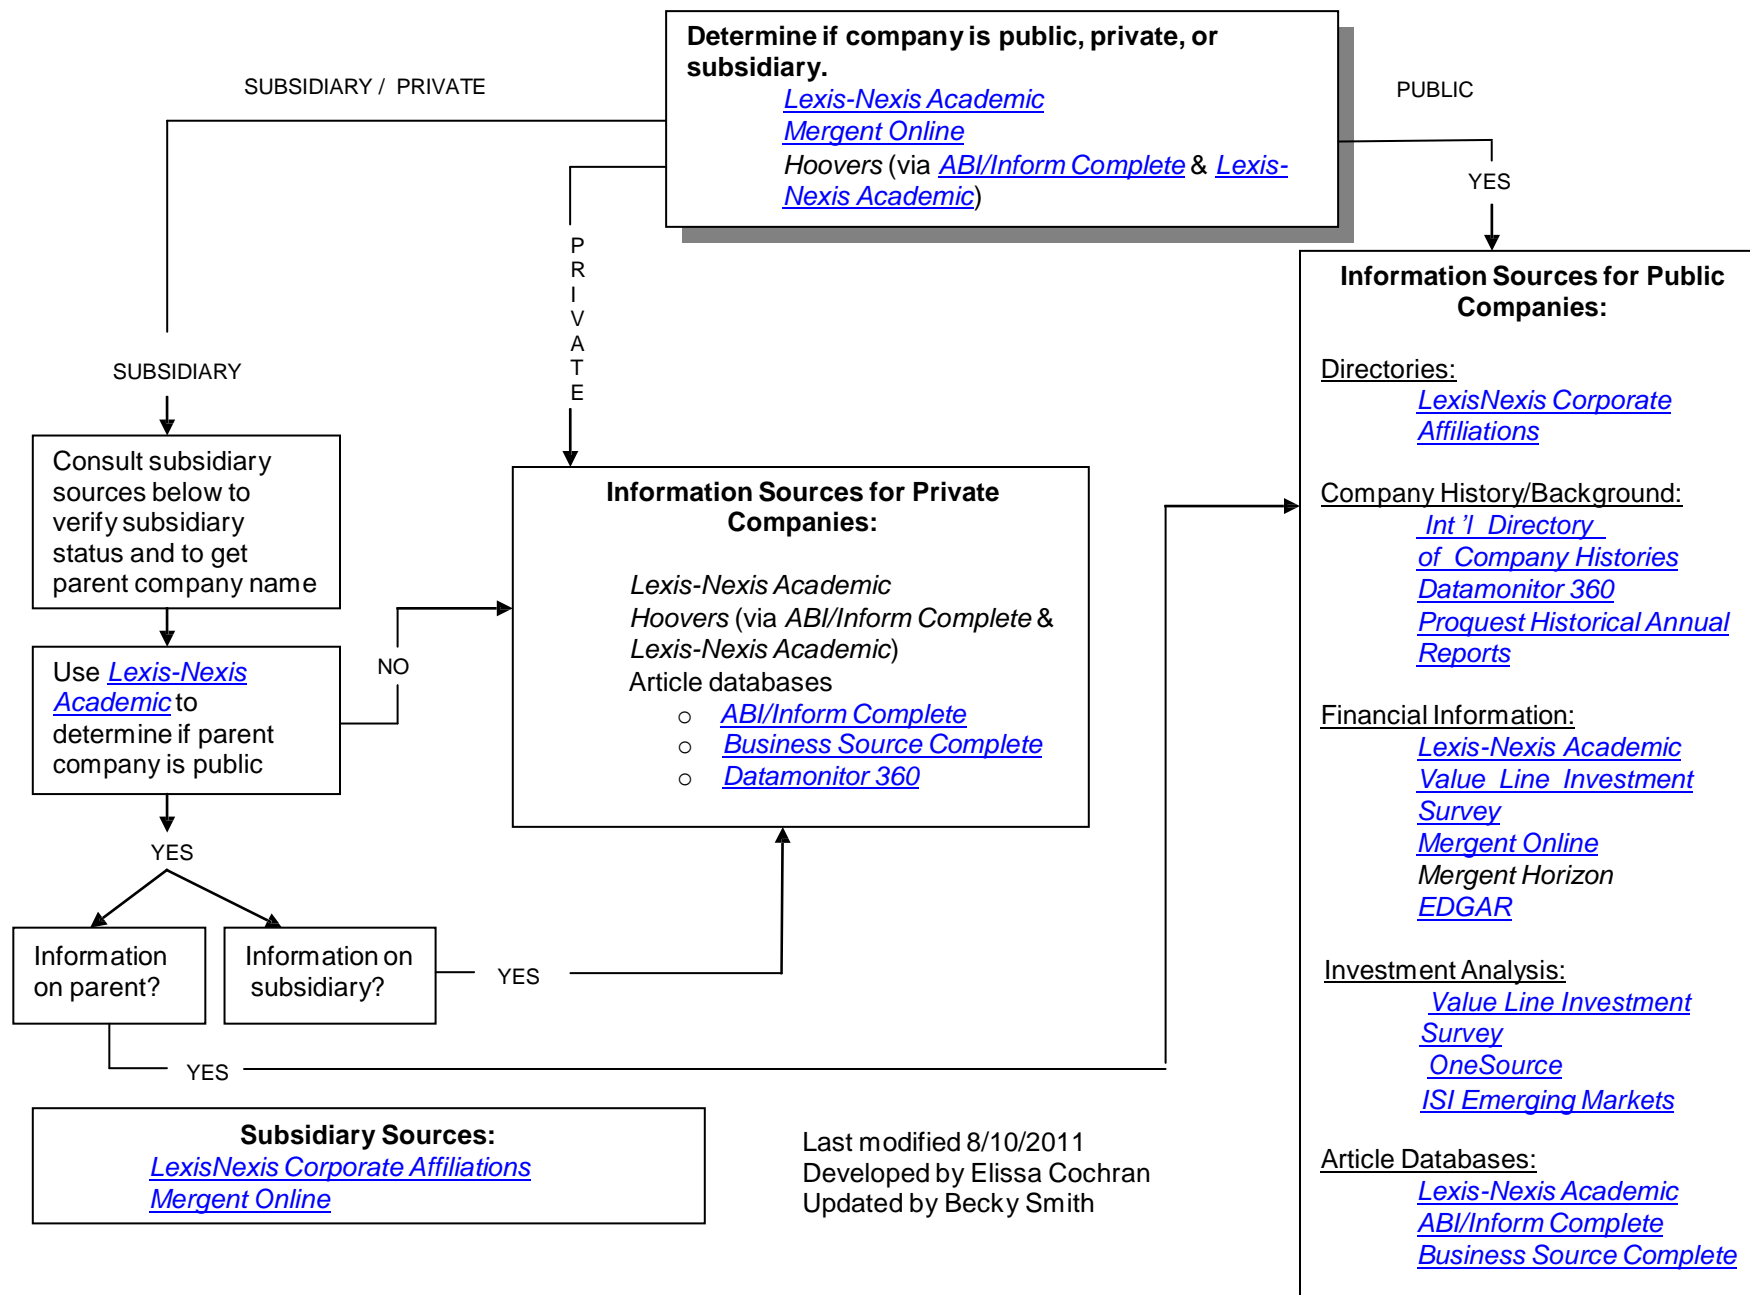 Determine if company is public, private, or
subsidiary.
Lexis-Nexis Academic
Mergent Online
Hoovers (via ABI/Inform Complete & Lexis-
Nexis Academic)
SUBSIDIARY / PRIVATE
PUBLIC
YES
PRIVATE
SUBSIDIARY
Consult subsidiary
sources below to
verify subsidiary
status and to get
parent company name
Use Lexis-Nexis
Academic to
determine if parent
company is public
NO
YES
Information
on parent?
Information on
subsidiary?
YES
YES
Information Sources for Private
Companies:
Lexis-Nexis Academic
Hoovers (via ABI/Inform Complete &
Lexis-Nexis Academic)
Article databases
o ABI/Inform Complete
o Business Source Complete
o Datamonitor 360
Information Sources for Public
Companies:
Directories:
LexisNexis Corporate
Affiliations
Company History/Background:
Int 'l Directory
of Company Histories
Datamonitor 360
Proquest Historical Annual
Reports
Financial Information:
Lexis-Nexis Academic
Value Line Investment
Survey
Mergent Online
Mergent Horizon
EDGAR
Investment Analysis:
Value Line Investment
Survey
OneSource
ISI Emerging Markets
Article Databases:
Lexis-Nexis Academic
ABI/Inform Complete
Business Source Complete
Subsidiary Sources:
LexisNexis Corporate Affiliations
Mergent Online
Last modified 8/10/2011
Developed by Elissa Cochran
Updated by Becky Smith